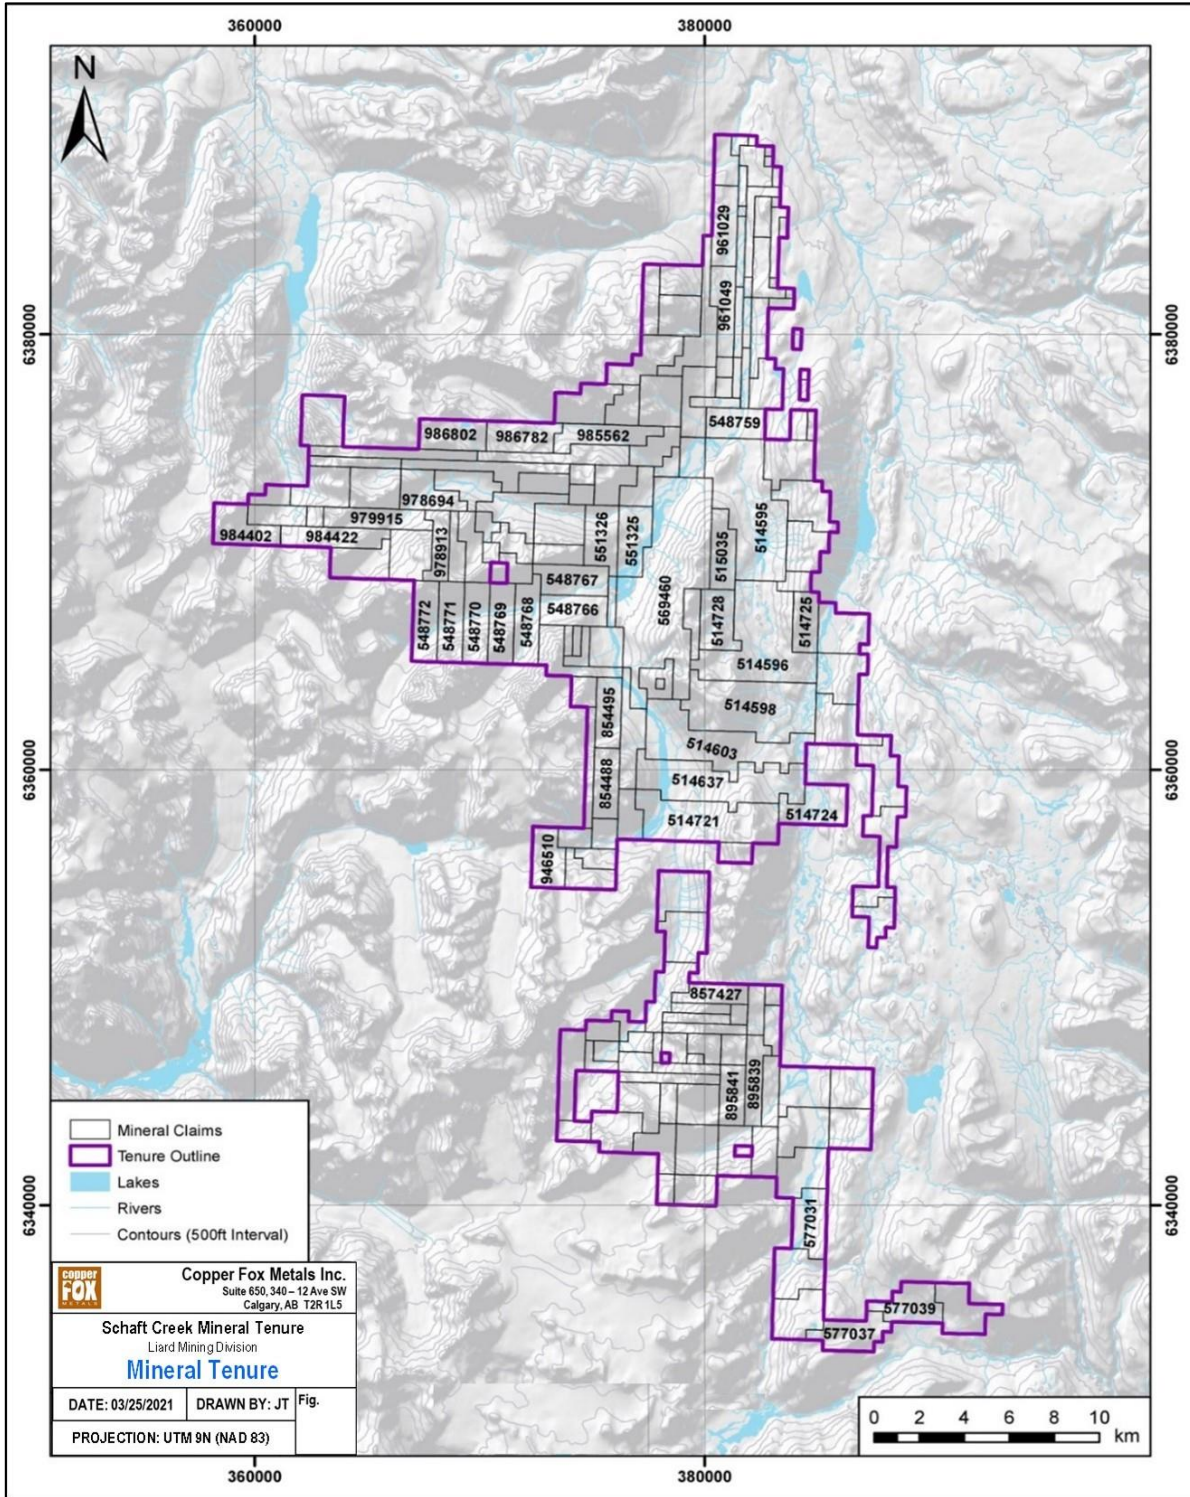 360000
380000
N
961029
6380000
961049
6380000
548759
986802
986782
985562
978694
551326
551325
514595
979915
984402
984422
978913
515035
548767
569460
548766
514728
514725
548772
548771
548770
548769
548768
514596
854495
514598
514603
6360000
854488
514637
6360000
514721
514724
946510
857427
895841
895839
Mineral Claims
Tenure Outline
Lakes
Rivers
Contours (500ft Interval)
6340000
577031
6340000
copper
FOX
METALS
Copper Fox Metals Inc.
Suite 650, 340 – 12 Ave SW
Calgary, AB T2R 1L5
Schaft Creek Mineral Tenure
Liard Mining Division
Mineral Tenure
577039
577037
DATE: 03/25/2021
DRAWN BY: JT
Fig.
PROJECTION: UTM 9N (NAD 83)
0 2 4 6 8 10
km
360000
380000